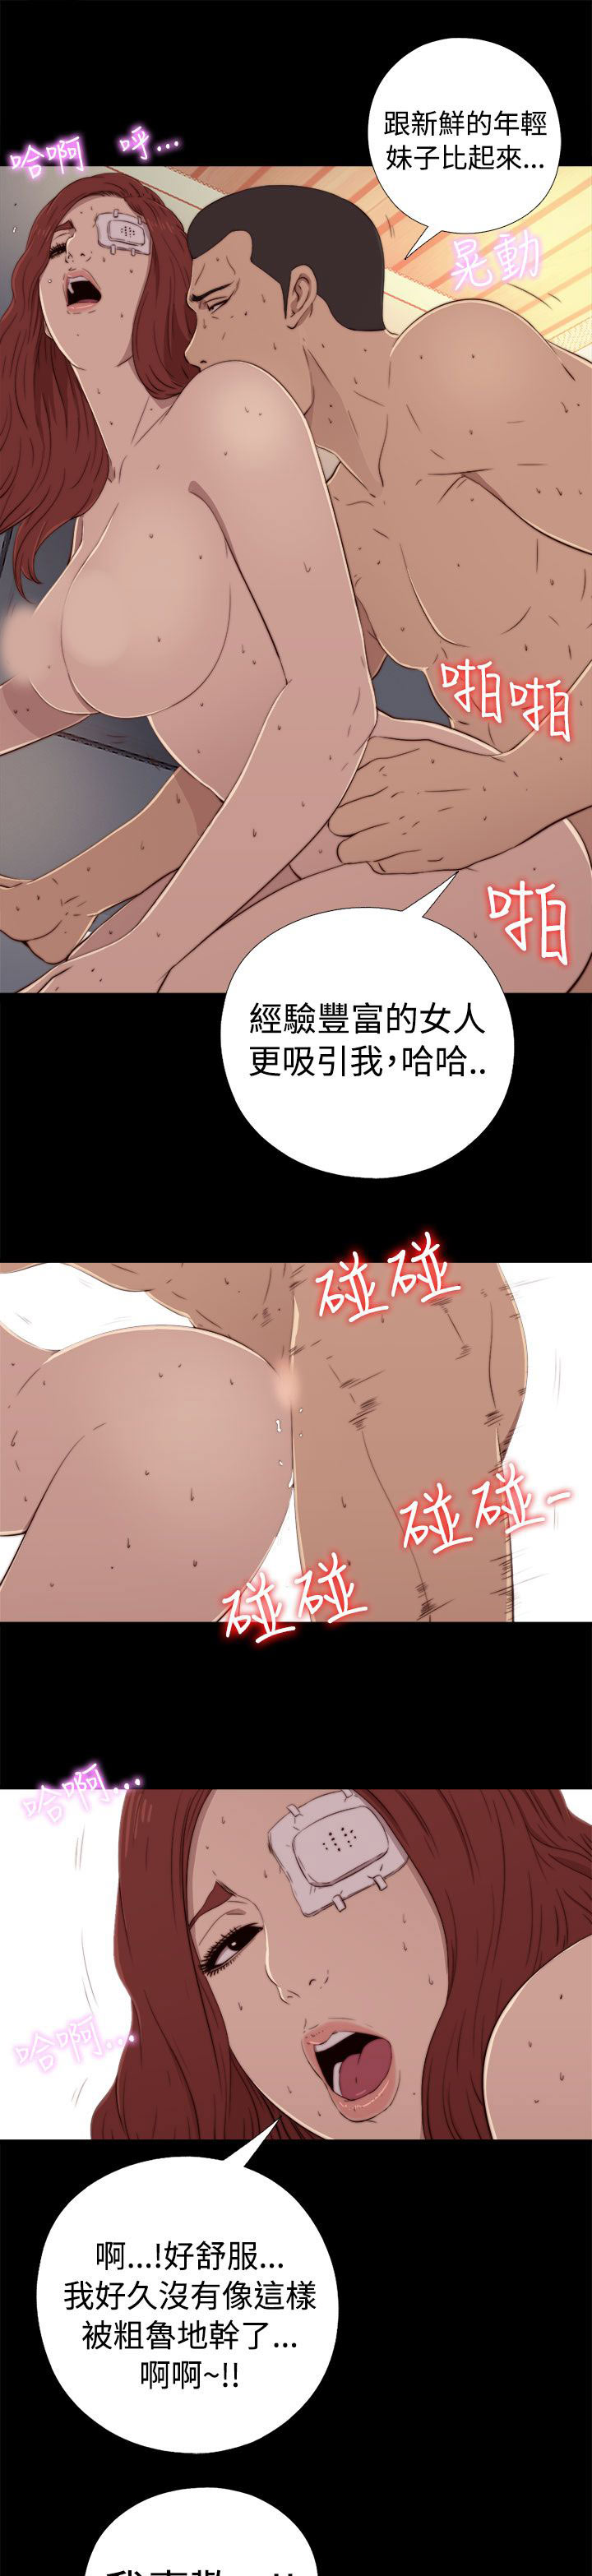 跟新鮮的年輕
妹子比起來...
哈啊 呼...
晃動
啪啪
啪
經驗豐富的女人
更吸引我,哈哈..
碰碰
碰碰-
碰碰
哈啊...
哈啊...
啊...!好舒服...
我好久沒有像這樣
被粗魯地幹了...
啊啊~!!